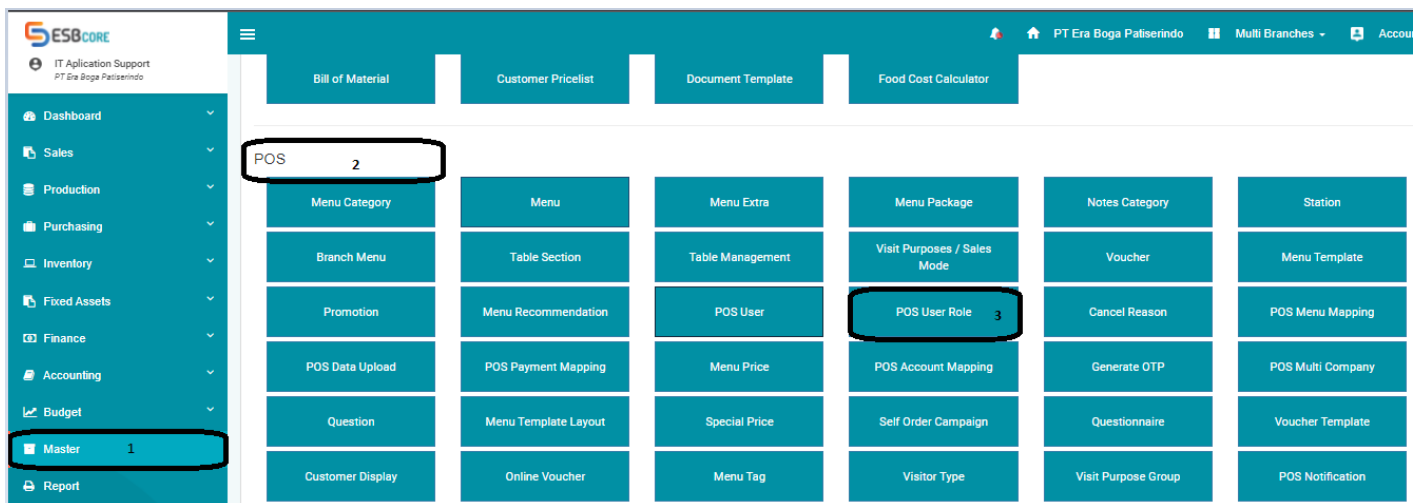 ESBCORE
PT Era Boga Patiserindo
Multi Branches
Accou
IT Aplication Support
PT Era Boga Patiserindo
Bill of Material
Customer Pricelist
Document Template
Food Cost Calculator
Dashboard
Sales
Production
Purchasing
Inventory
Fixed Assets
Finance
Accounting
Budget
Master 1
Report
POS 2
Menu Category
Menu
Menu Extra
Menu Package
Notes Category
Station
Branch Menu
Table Section
Table Management
Visit Purposes / Sales
Mode
Voucher
Menu Template
Promotion
Menu Recommendation
POS User
POS User Role 3
Cancel Reason
POS Menu Mapping
POS Data Upload
POS Payment Mapping
Menu Price
POS Account Mapping
Generate OTP
POS Multi Company
Question
Menu Template Layout
Special Price
Self Order Campaign
Questionnaire
Voucher Template
Customer Display
Online Voucher
Menu Tag
Visitor Type
Visit Purpose Group
POS Notification